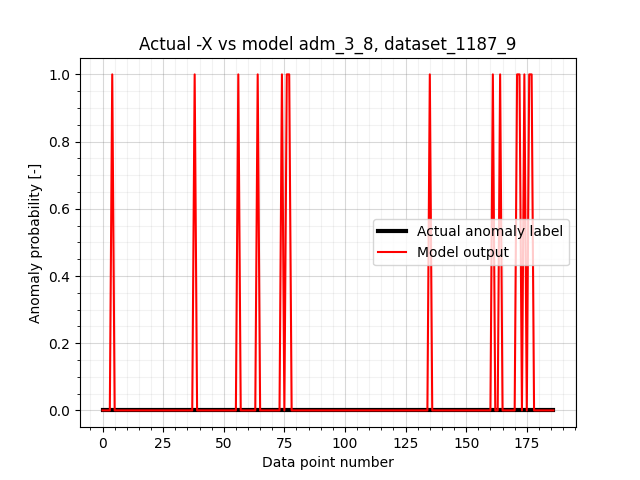 Actual -X vs model adm_3_8, dataset_1187_9
Anomaly probability [-]
1.0
0.8
0.6
0.4
0.2
0.0
Actual anomaly label
Model output
0 25 50 75 100 125 150 175
Data point number